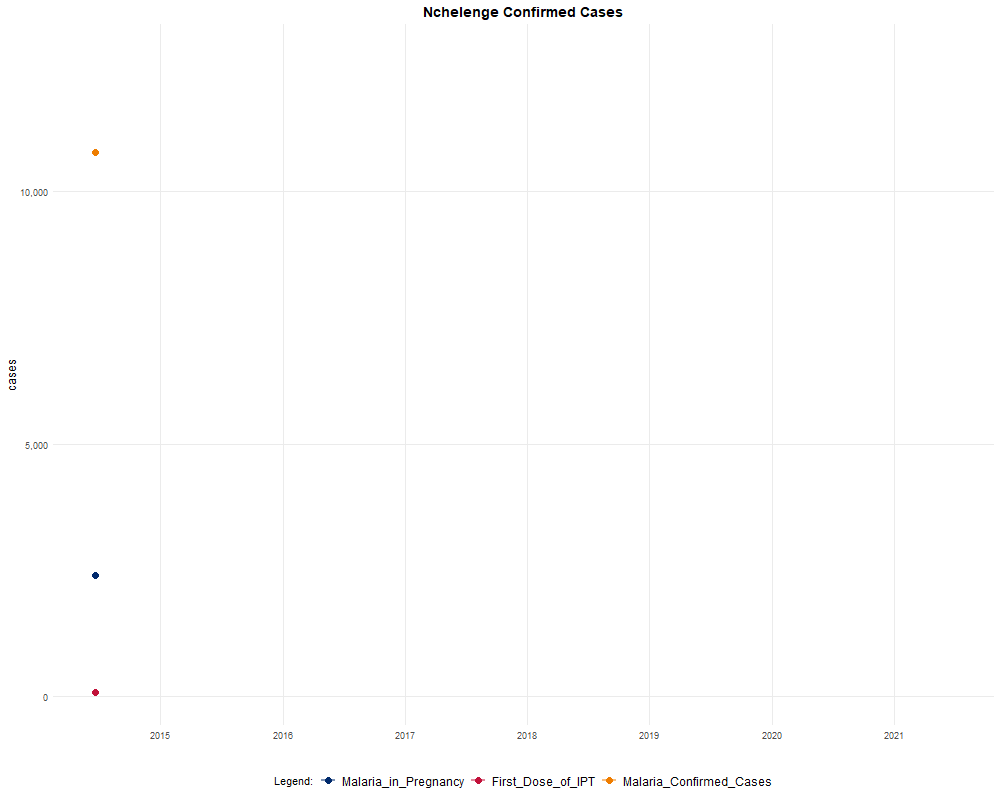 Nchelenge Confirmed Cases
10,000
cases
5,000
0
2015 2016 2017 2018 2019 2020 2021
Legend: Malaria_in_Pregnancy First_Dose_of_IPT Malaria_Confirmed_Cases